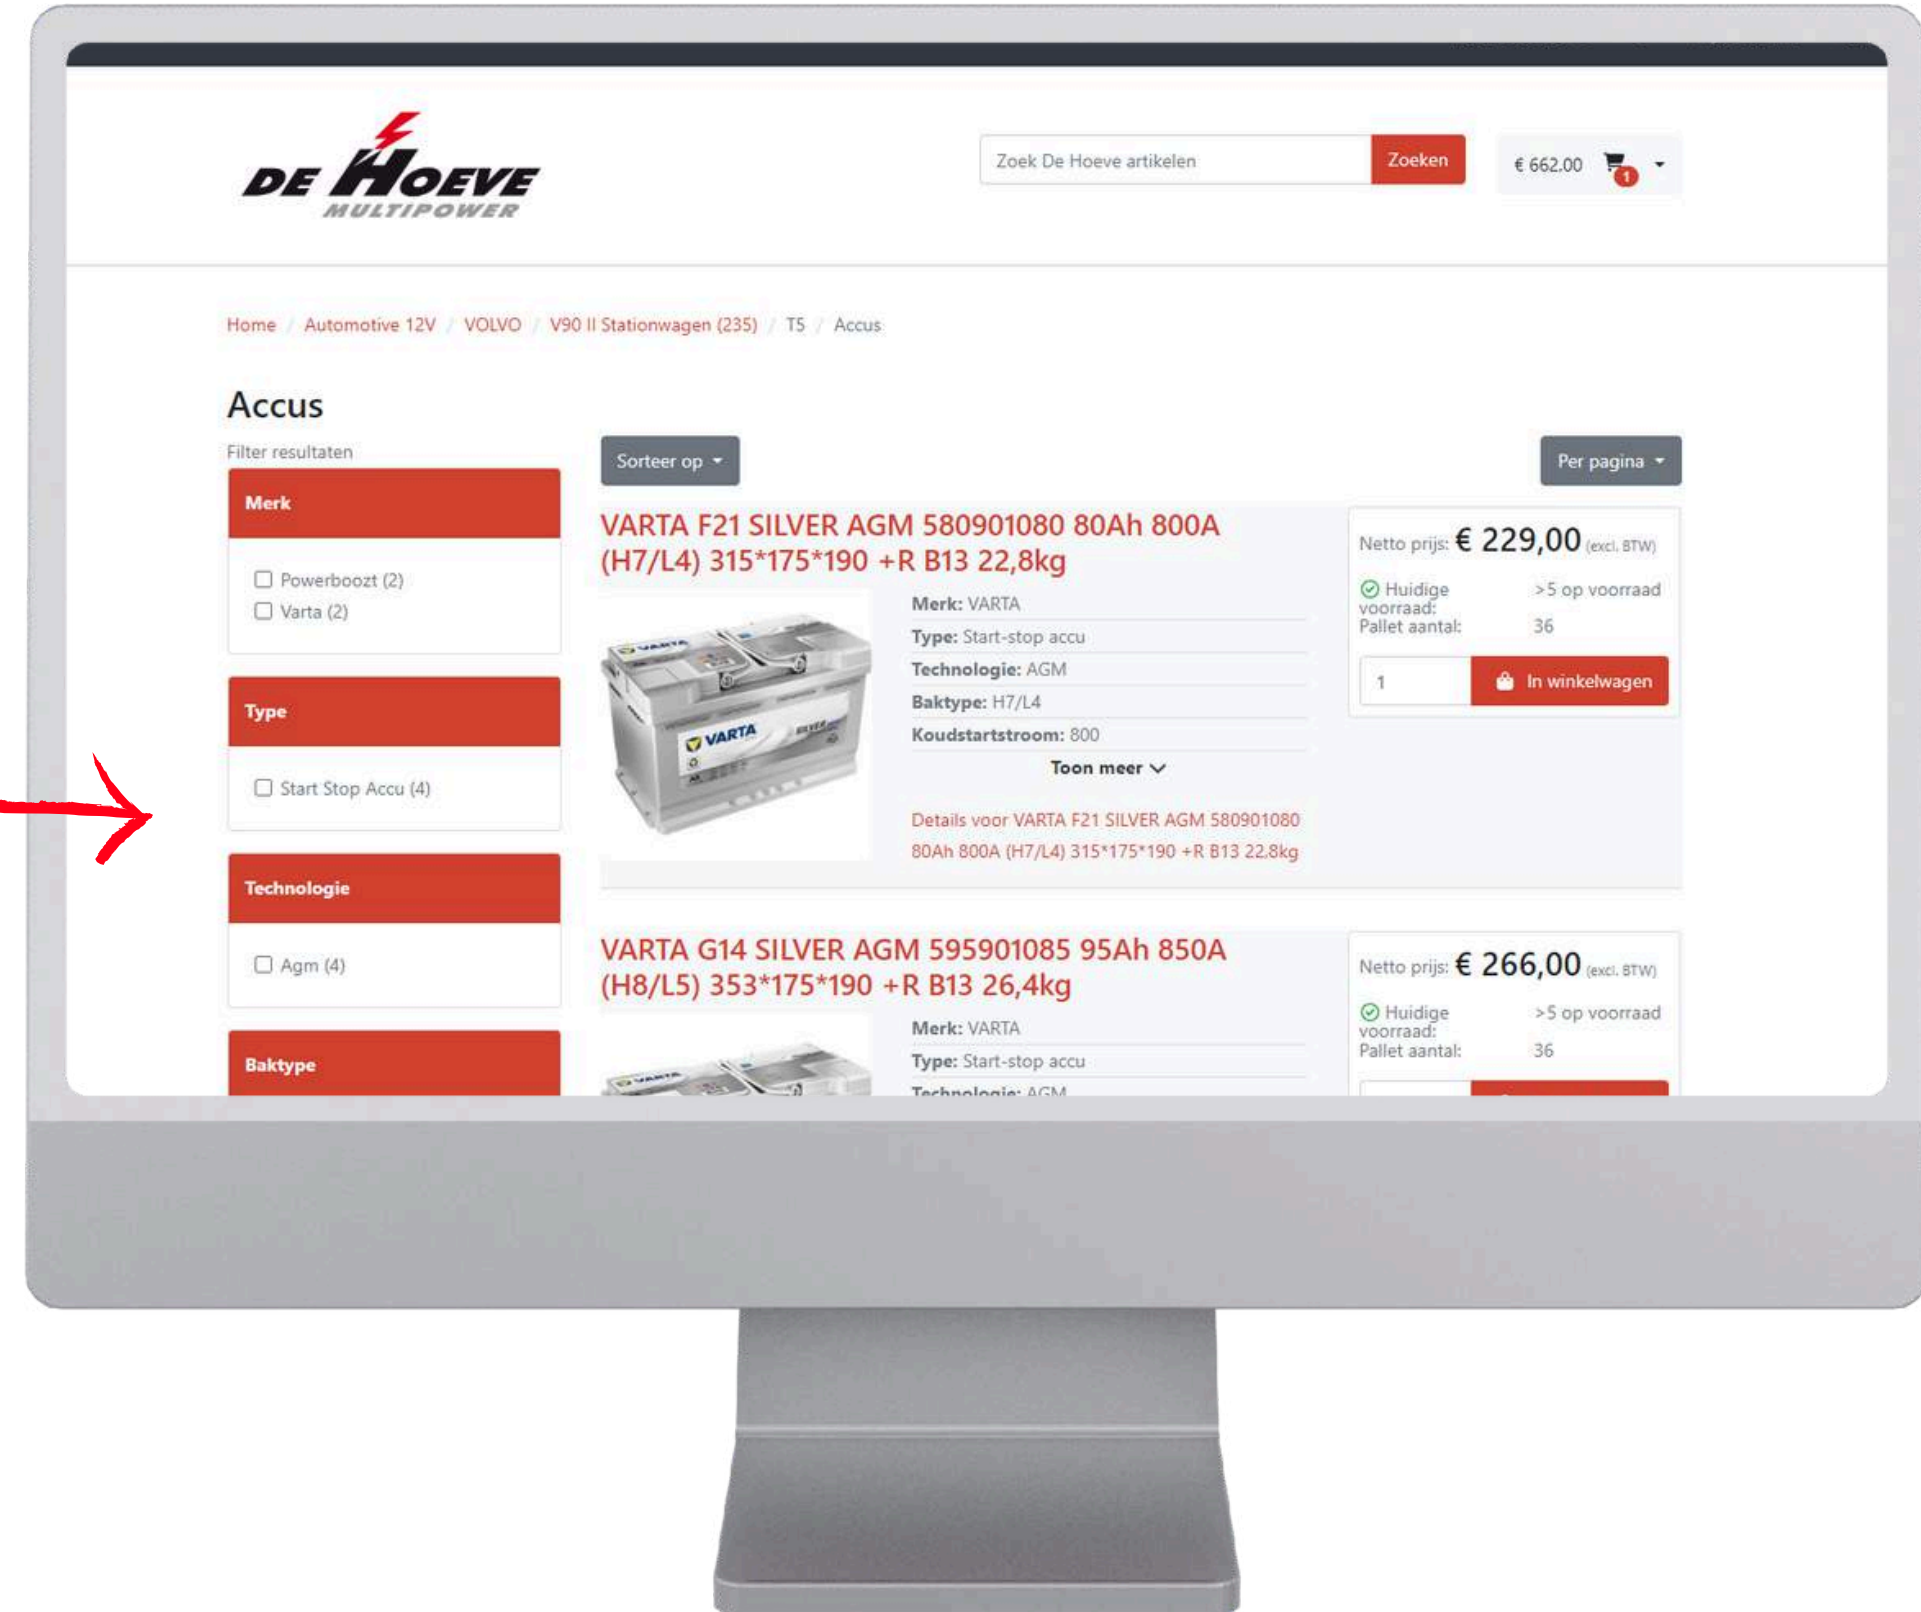 DE HOEVE
MULTIPOWER
Zoek De Hoeve artikelen
Zoeken
€ 662,00
1
Home / Automotive 12V / VOLVO / V90 II Stationwagen (235) / T5 / Accus
Accus
Filter resultaten
Sorteer op
Per pagina
Merk
Powerboozt (2)
Varta (2)
Type
Start Stop Accu (4)
Technologie
Agm (4)
Baktype
VARTA F21 SILVER AGM 580901080 80Ah 800A
(H7/L4) 315*175*190 +R B13 22,8kg
VARTA
VARTA
SILVER
Merk: VARTA
Type: Start-stop accu
Technologie: AGM
Baktype: H7/L4
Koudstartstroom: 800
Toon meer
Details voor VARTA F21 SILVER AGM 580901080
80Ah 800A (H7/L4) 315*175*190 +R B13 22,8kg
Netto prijs: € 229,00 (excl. BTW)
Huidige >5 op voorraad
voorraad:
Pallet aantal: 36
1
In winkelwagen
VARTA G14 SILVER AGM 595901085 95Ah 850A
(H8/L5) 353*175*190 +R B13 26,4kg
VARTA
Merk: VARTA
Type: Start-stop accu
Technologie: AGM
Netto prijs: € 266,00 (excl. BTW)
Huidige >5 op voorraad
voorraad:
Pallet aantal: 36